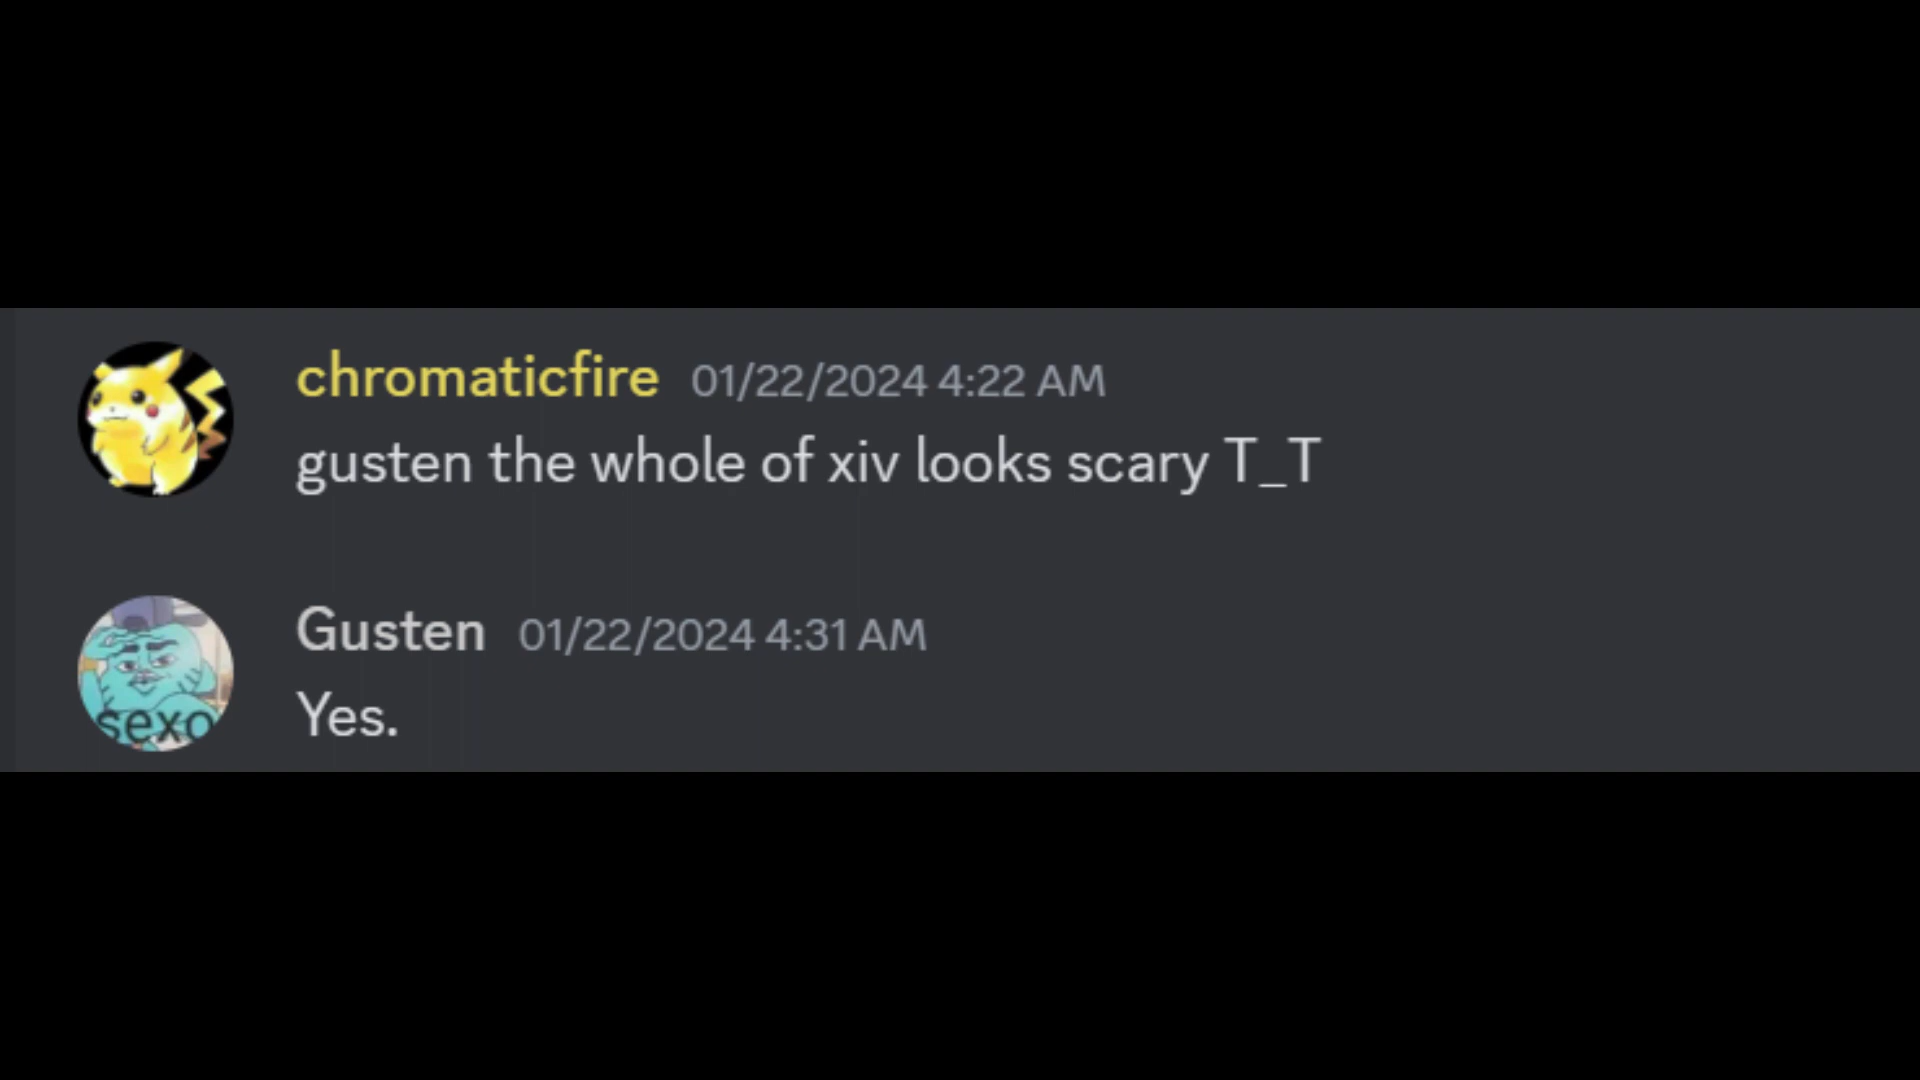 chromaticfire 01/22/2024 4:22 AM
gusten the whole of xiv looks scary T_T
Gusten 01/22/2024 4:31 AM
sexo
Yes.